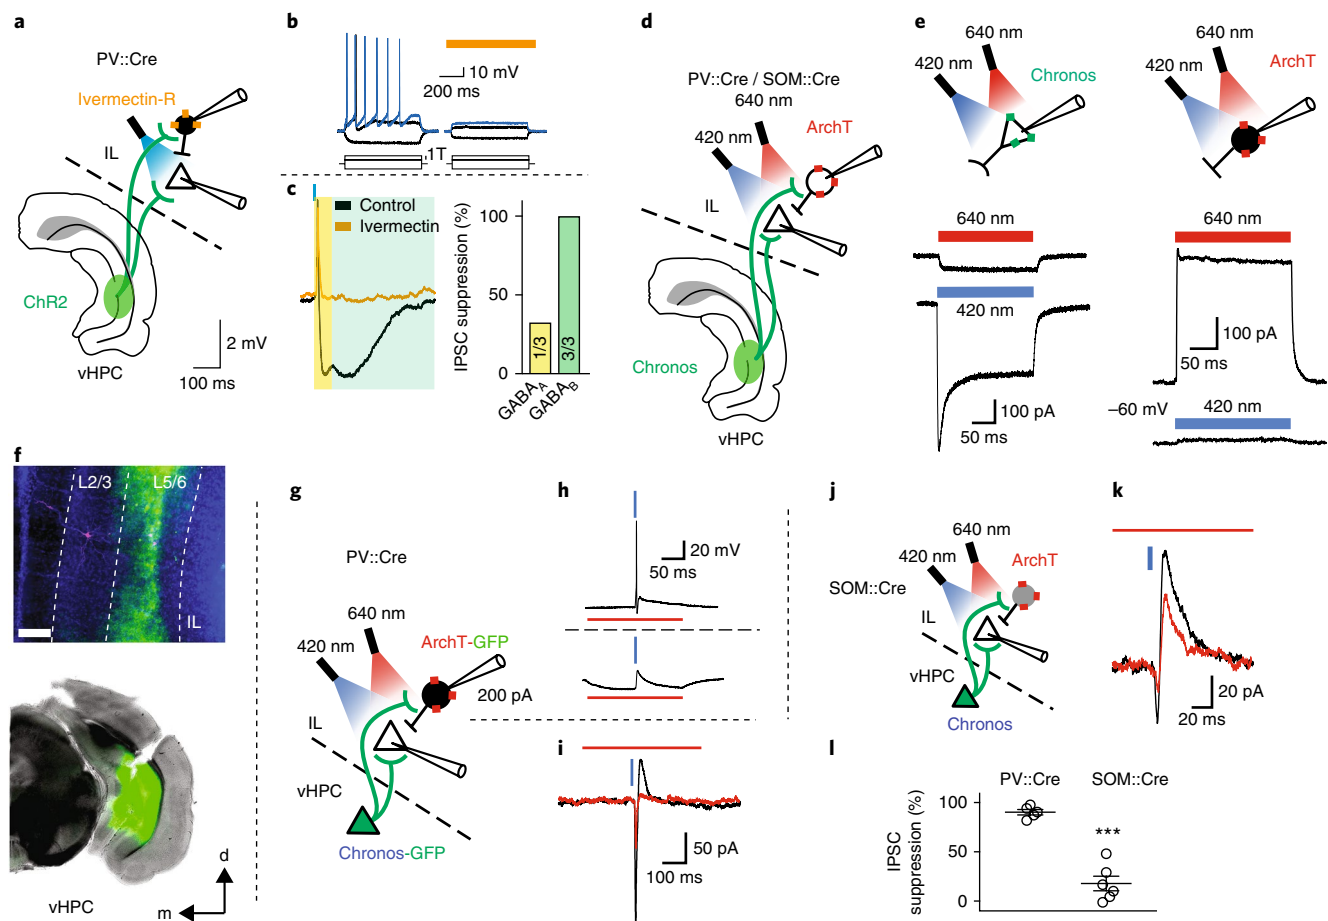 a
PV::Cre
Ivermectin-R
IL
ChR2
vHPC
2 mV
100 ms
b
10 mV
200 ms
1T
c
Control
Ivermectin
IPSC suppression (%)
100
50
0
1/3
3/3
GABAA
GABAB
d
PV::Cre / SOM::Cre
640 nm
420 nm
ArchT
IL
Chronos
vHPC
e
640 nm
420 nm
Chronos
640 nm
420 nm
ArchT
640 nm
420 nm
100 pA
50 ms
640 nm
100 pA
50 ms
–60 mV
420 nm
f
L2/3
L5/6
IL
vHPC
d
m
g
PV::Cre
640 nm
420 nm
ArchT-GFP
200 pA
IL
vHPC
Chronos-GFP
h
20 mV
50 ms
i
50 pA
100 ms
j
640 nm
420 nm
ArchT
SOM::Cre
IL
vHPC
Chronos
k
20 pA
20 ms
l
PV::Cre
SOM::Cre
IPSC
suppression (%)
100
50
0
***